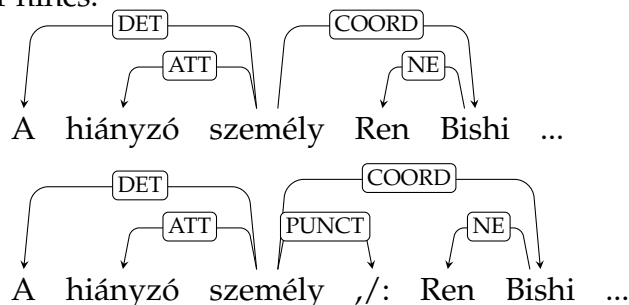 DET COORD
ATT NE
A hiányzó személy Ren Bishi ...
DET COORD
ATT PUNCT NE
A hiányzó személy ,/: Ren Bishi ...